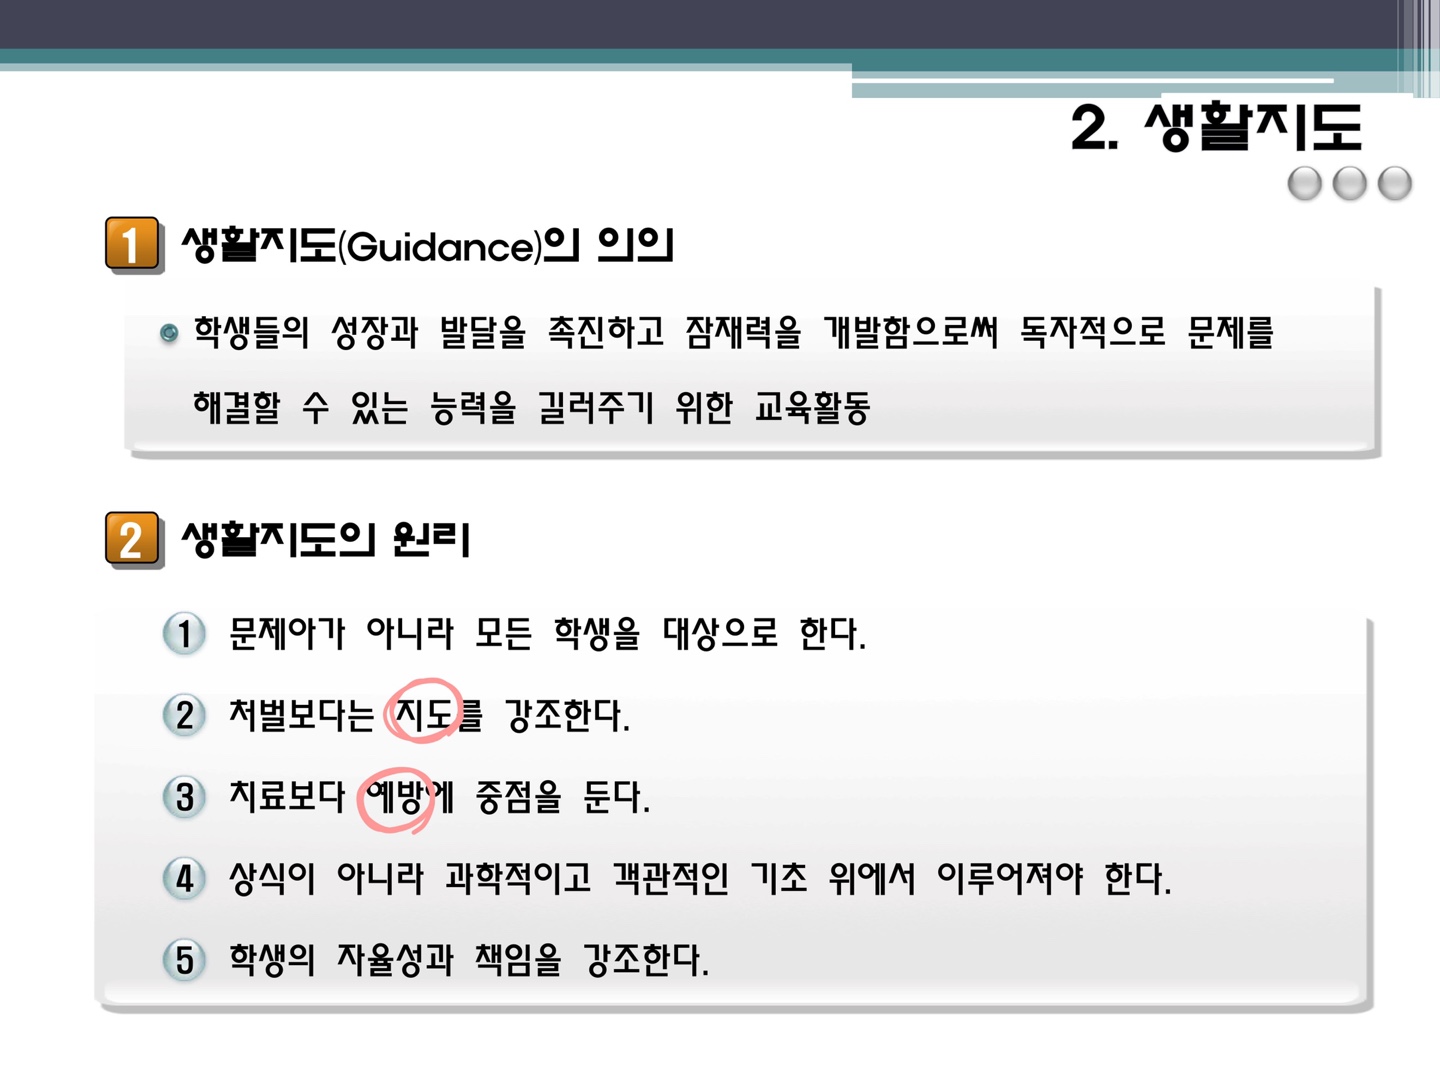 2. 생활지도
1 생활지도(Guidance)의 의의
학생들의 성장과 발달을 촉진하고 잠재력을 개발함으로써 독자적으로 문제를
해결할 수 있는 능력을 길러주기 위한 교육활동
2 생활지도의 원리
1 문제아가 아니라 모든 학생을 대상으로 한다.
2 처벌보다는 지도를 강조한다.
3 치료보다 예방에 중점을 둔다.
4 상식이 아니라 과학적이고 객관적인 기초 위에서 이루어져야 한다.
5 학생의 자율성과 책임을 강조한다.